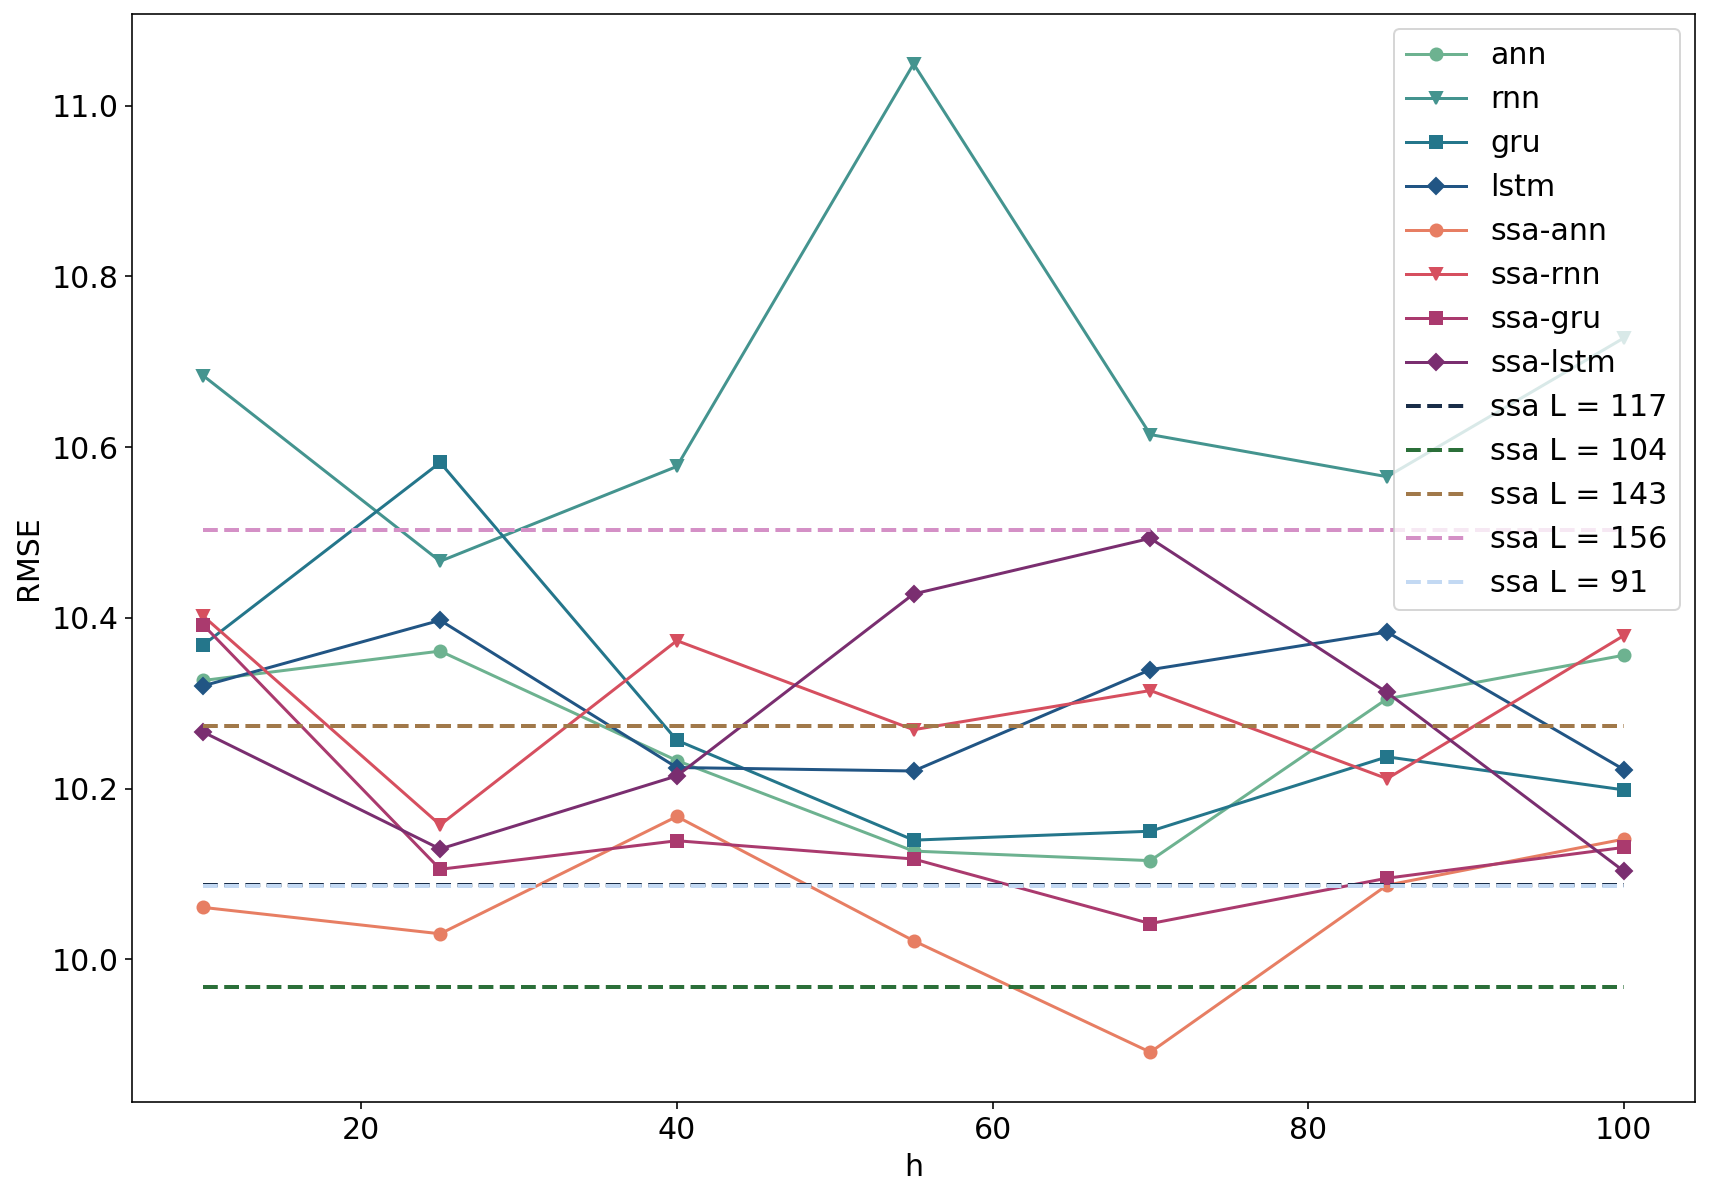 11.0
10.8
10.6
10.4
10.2
10.0
RMSE
20
40
60
80
100
h
ann
rnn
gru
lstm
ssa-ann
ssa-rnn
ssa-gru
ssa-lstm
ssa L = 117
ssa L = 104
ssa L = 143
ssa L = 156
ssa L = 91